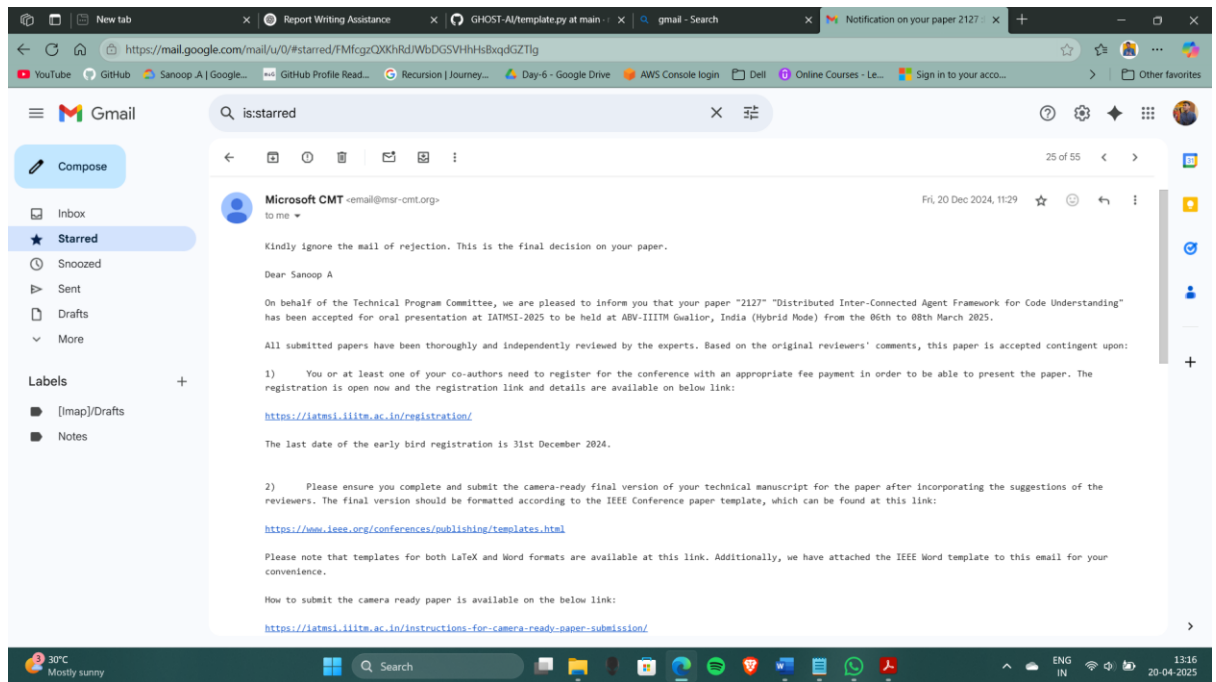 New tab
Report Writing Assistance
GHOST-AI/template.py at main · r
gmail - Search
Notification on your paper 2127 :
https://mail.google.com/mail/u/0/#starred/FMfcgzQXKhRdJWbDGSVHhHsBxqdGZTlg
YouTube GitHub Sanoop .A | Google... GitHub Profile Read... Recursion | Journey... Day-6 - Google Drive AWS Console login Dell Online Courses - Le... Sign in to your acco... Other favorites
Gmail
is:starred
Compose
25 of 55
Inbox
Starred
Snoozed
Sent
Drafts
More
Labels
[Imap]/Drafts
Notes
Microsoft CMT <email@msr-cmt.org>
Fri, 20 Dec 2024, 11:29
to me
Kindly ignore the mail of rejection. This is the final decision on your paper.
Dear Sanoop A
On behalf of the Technical Program Committee, we are pleased to inform you that your paper "2127" "Distributed Inter-Connected Agent Framework for Code Understanding"
has been accepted for oral presentation at IATMSI-2025 to be held at ABV-IIITM Gwalior, India (Hybrid Mode) from the 06th to 08th March 2025.
All submitted papers have been thoroughly and independently reviewed by the experts. Based on the original reviewers' comments, this paper is accepted contingent upon:
1) You or at least one of your co-authors need to register for the conference with an appropriate fee payment in order to be able to present the paper. The
registration is open now and the registration link and details are available on below link:
https://iatmsi.iiitm.ac.in/registration/
The last date of the early bird registration is 31st December 2024.
2) Please ensure you complete and submit the camera-ready final version of your technical manuscript for the paper after incorporating the suggestions of the
reviewers. The final version should be formatted according to the IEEE Conference paper template, which can be found at this link:
https://www.ieee.org/conferences/publishing/templates.html
Please note that templates for both LaTeX and Word formats are available at this link. Additionally, we have attached the IEEE Word template to this email for your
convenience.
How to submit the camera ready paper is available on the below link:
https://iatmsi.iiitm.ac.in/instructions-for-camera-ready-paper-submission/
3
30°C
Mostly sunny
Search
ENG
IN
13:16
20-04-2025